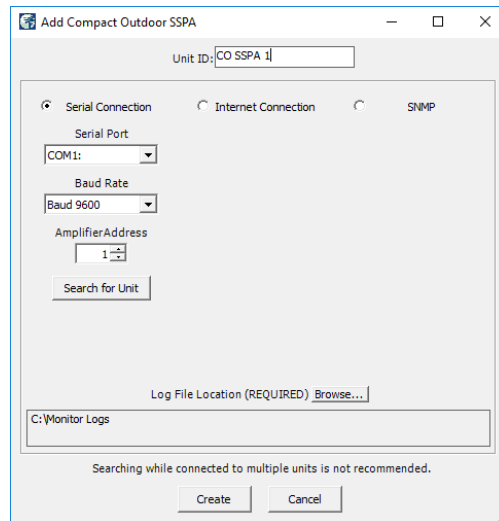 Add Compact Outdoor SSPA
Unit ID: CO SSPA 1
Serial Connection Internet Connection SNMP
Serial Port
COM1:
Baud Rate
Baud 9600
AmplifierAddress
1
Search for Unit
Log File Location (REQUIRED) Browse...
C:\Monitor Logs
Searching while connected to multiple units is not recommended.
Create Cancel